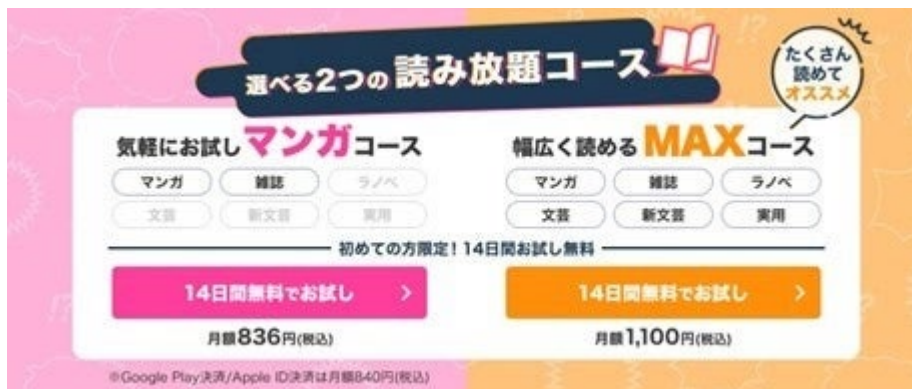 選べる2つの読み放題コース
たくさん
読めて
オススメ
気軽にお試しマンガコース
マンガ 雑誌 ラノベ
文芸 新文芸 実用
幅広く読めるMAXコース
マンガ 雑誌 ラノベ
文芸 新文芸 実用
初めての方限定!14日間お試し無料
14日間無料でお試し
月額836円(税込)
14日間無料でお試し
月額1,100円(税込)
※Google Play決済/Apple ID決済は月額840円(税込)